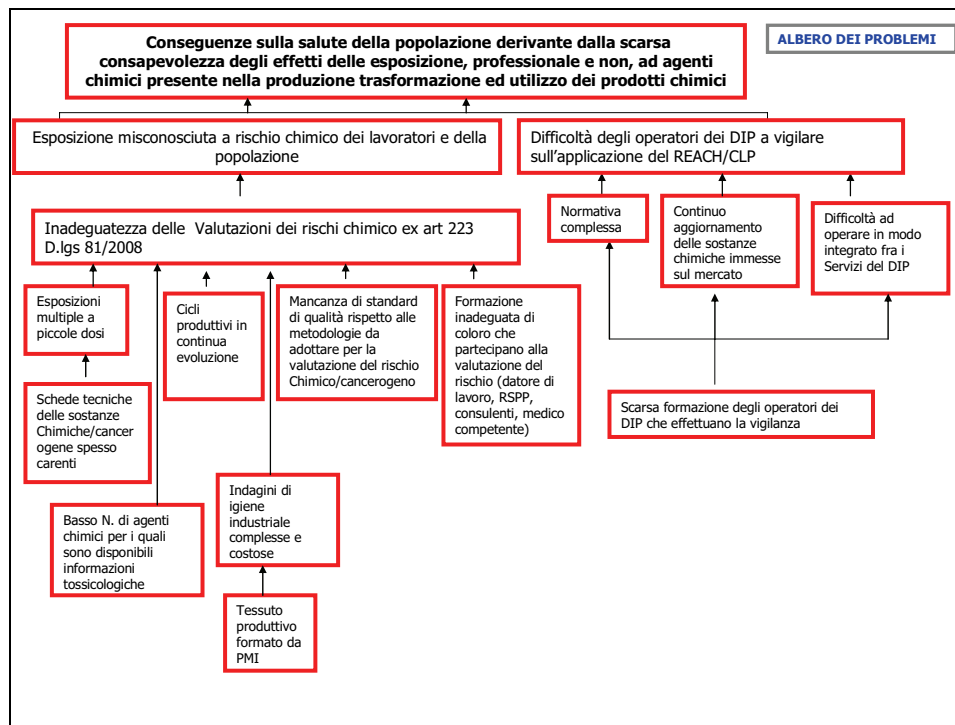 ALBERO DEI PROBLEMI
Conseguenze sulla salute della popolazione derivante dalla scarsa
consapevolezza degli effetti delle esposizione, professionale e non, ad agenti
chimici presente nella produzione trasformazione ed utilizzo dei prodotti chimici
Esposizione misconosciuta a rischio chimico dei lavoratori e della
popolazione
Difficoltà degli operatori dei DIP a vigilare
sull'applicazione del REACH/CLP
Inadeguatezza delle Valutazioni dei rischi chimico ex art 223
D.lgs 81/2008
Normativa
complessa
Continuo
aggiornamento
delle sostanze
chimiche immesse
sul mercato
Difficoltà ad
operare in modo
integrato fra i
Servizi del DIP
Esposizioni
multiple a
piccole dosi
Cicli
produttivi in
continua
evoluzione
Mancanza di standard
di qualità rispetto alle
metodologie da
adottare per la
valutazione del rischio
Chimico/cancerogeno
Formazione
inadeguata di
coloro che
partecipano alla
valutazione del
rischio (datore di
lavoro, RSPP,
consulenti, medico
competente)
Schede tecniche
delle sostanze
Chimiche/cancer
ogene spesso
carenti
Scarsa formazione degli operatori dei
DIP che effettuano la vigilanza
Basso N. di agenti
chimici per i quali
sono disponibili
informazioni
tossicologiche
Indagini di
igiene
industriale
complesse e
costose
Tessuto
produttivo
formato da
PMI